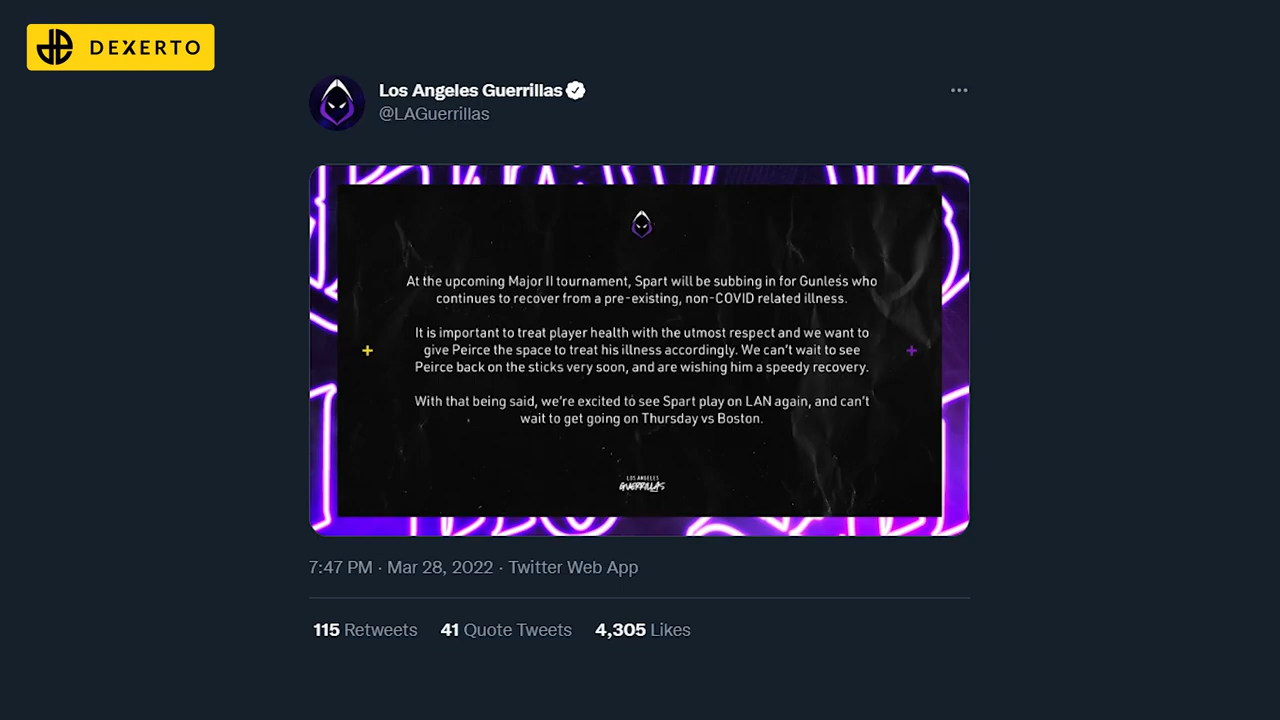 DEXERTO
Los Angeles Guerrillas
@LAGuerrillas
At the upcoming Major II tournament, Spart will be subbing in for Gunless who
continues to recover from a pre-existing, non-COVID related illness.
It is important to treat player health with the utmost respect and we want to
give Peirce the space to treat his illness accordingly. We can't wait to see
Peirce back on the sticks very soon, and are wishing him a speedy recovery.
With that being said, we're excited to see Spart play on LAN again, and can't
wait to get going on Thursday vs Boston.
LOS ANGELES
GUERRILLAS
7:47 PM · Mar 28, 2022 · Twitter Web App
115 Retweets 41 Quote Tweets 4,305 Likes